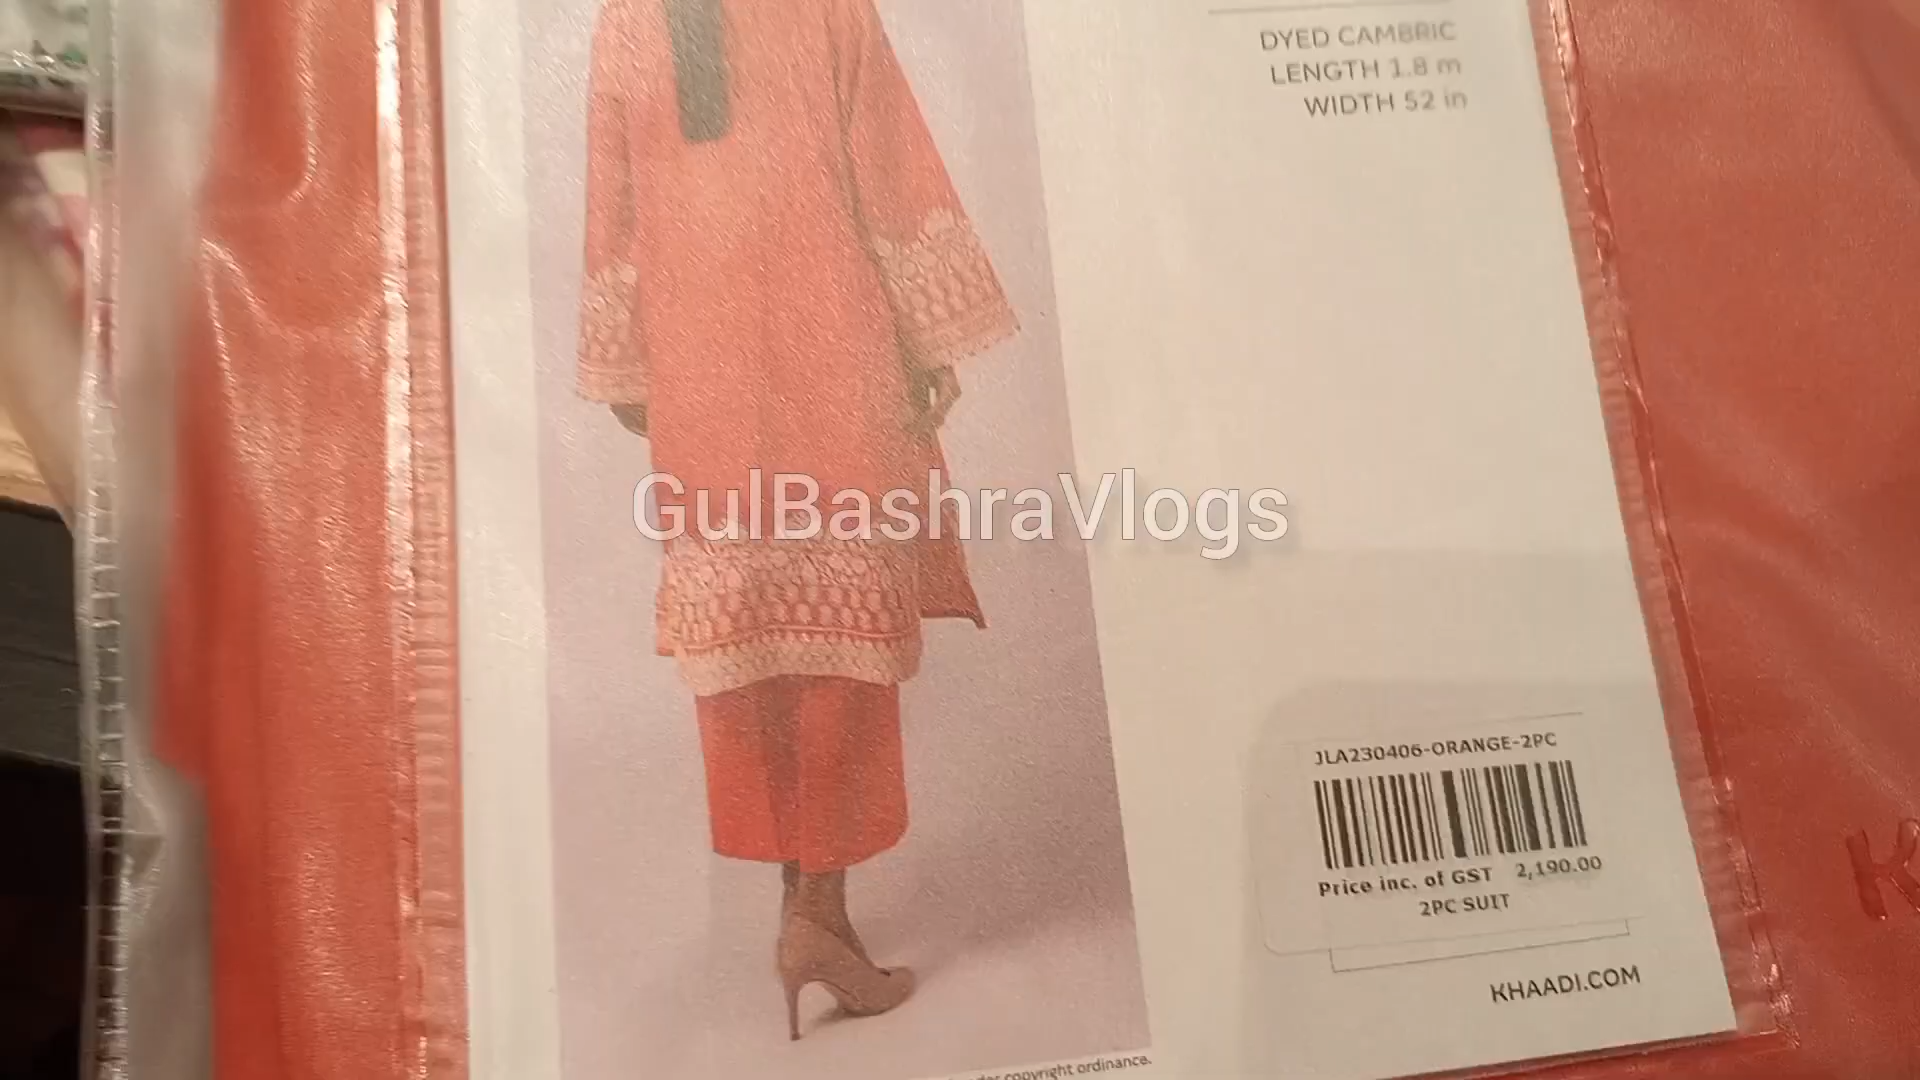 DYED CAMBRIC
LENGTH 1.8 m
WIDTH 52 in
GulBashraVlogs
JLA230406-ORANGE-2PC
Price inc. of GST 2,190.00
2PC SUIT
KHAADI.COM
copyright ordinance.